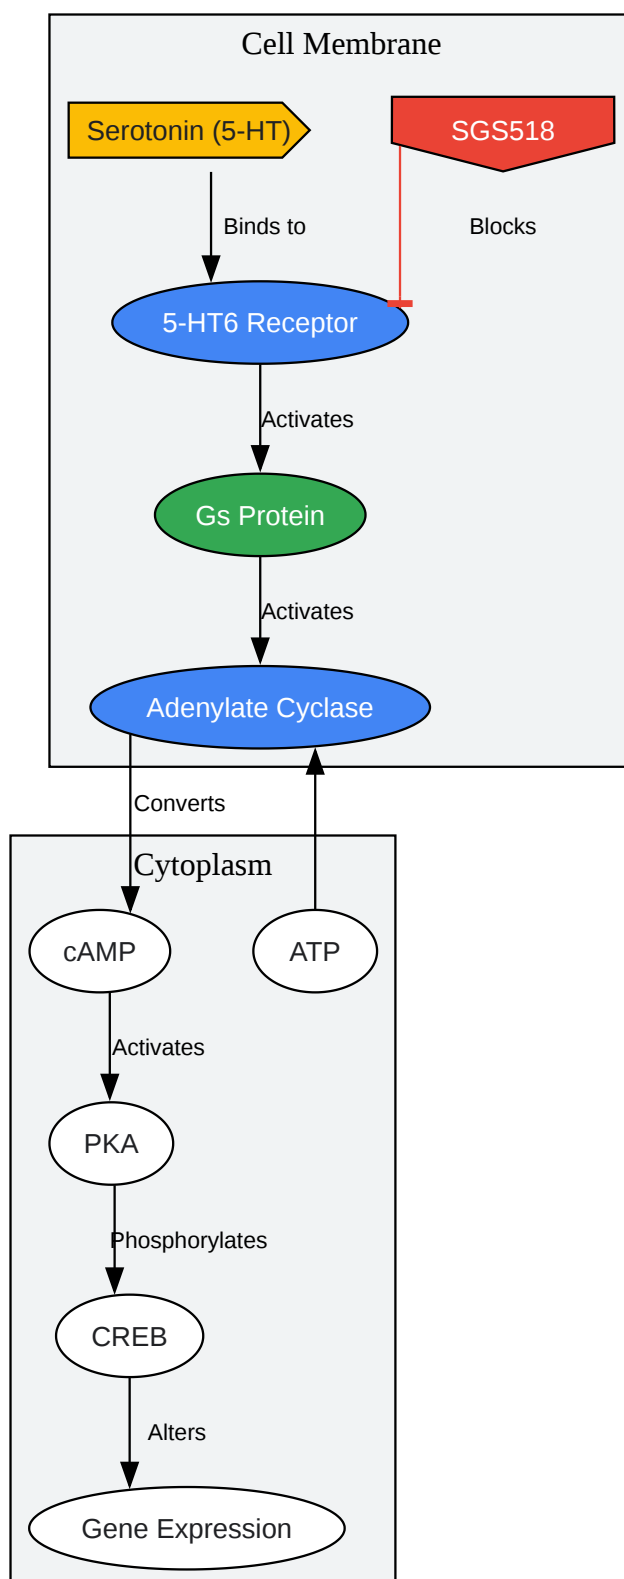 Cell Membrane
Serotonin (5-HT)
SGS518
Binds to
Blocks
5-HT6 Receptor
Activates
Gs Protein
Activates
Adenylate Cyclase
Converts
Cytoplasm
cAMP
ATP
Activates
PKA
Phosphorylates
CREB
Alters
Gene Expression